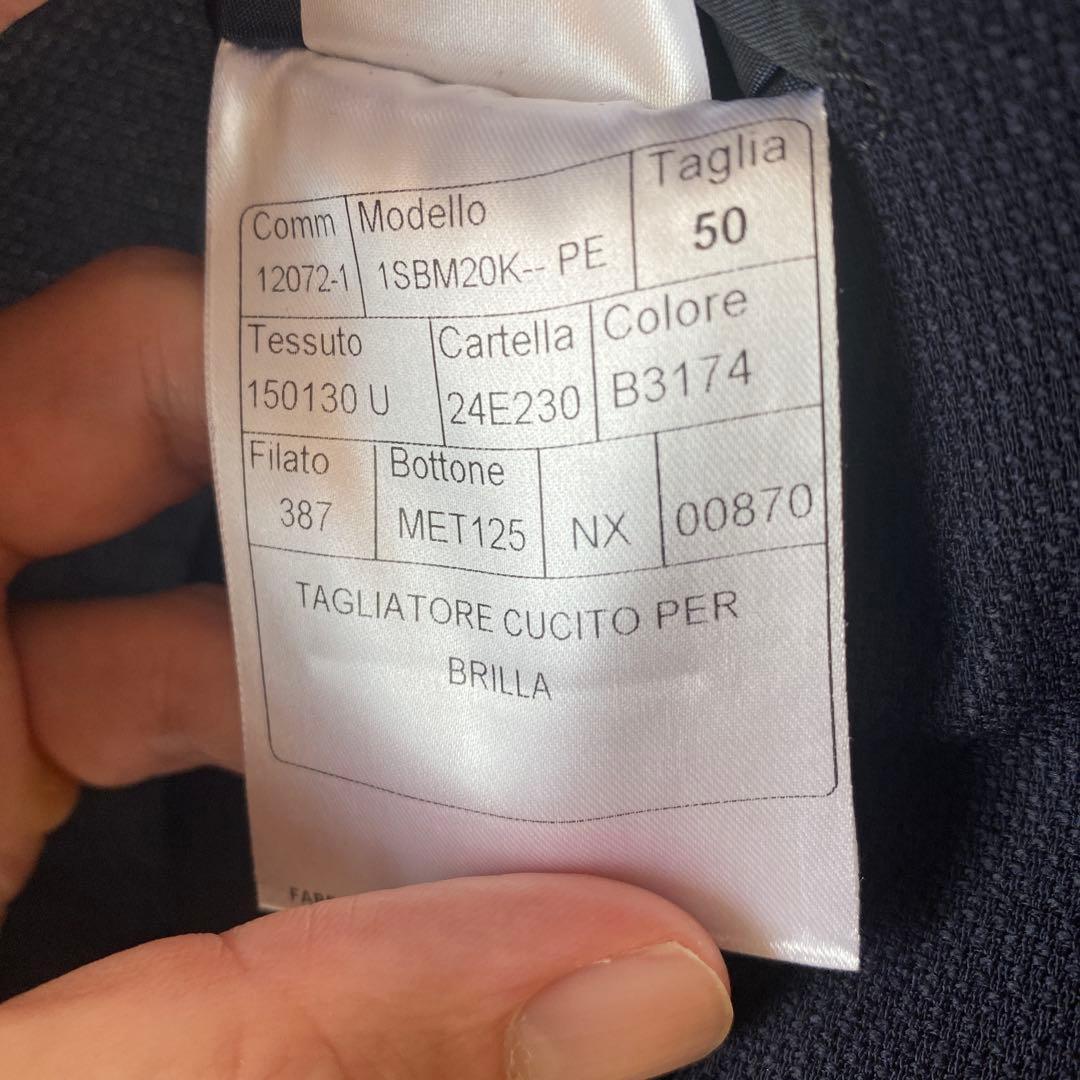 Comm Modello Taglia
12072-1 1SBM20K-- PE 50
Tessuto Cartella Colore
150130 U 24E230 B3174
Filato Bottone
387 MET125 NX 00870
TAGLIATORE CUCITO PER
BRILLA